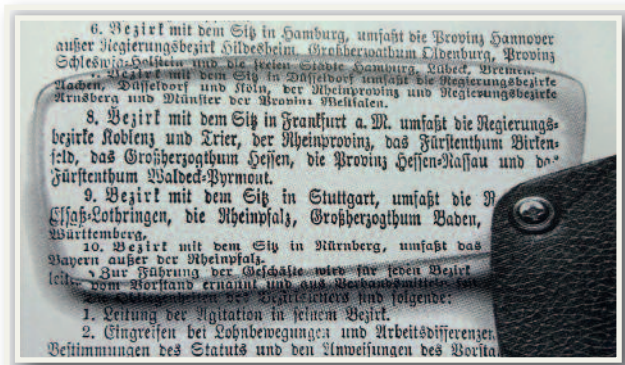 6. Bezirk mit dem Sitz in Hamburg, umfaßt die Provinz Hannover
außer Regierungsbezirk Hildesheim, Großherzogthum Oldenburg, Provinz
Schleswig-Holstein und die freien Städte Hamburg, Lübeck, Bremen.
Bezirk mit dem Sitz in Düsseldorf umfaßt die Regierungsbezirke
Aachen, Düsseldorf und Köln, der Rheinprovinz und Regierungsbezirke
Arnsberg und Münster der Provinz Westfalen.
8. Bezirk mit dem Sitz in Frankfurt a. M. umfaßt die Regierungs-
bezirke Koblenz und Trier, der Rheinprovinz, das Fürstenthum Birken-
feld, das Großherzogthum Hessen, die Provinz Hessen-Nassau und
Fürstenthum Waldeck-Pyrmont.
9. Bezirk mit dem Sitz in Stuttgart, umfaßt die
Elsaß-Lothringen, die Rheinpfalz, Großherzogthum Baden,
Württemberg.
10. Bezirk mit dem Sitz in Nürnberg, umfaßt das
Bayern außer der Rheinpfalz.
Zur Führung der Geschäfte wird für jeden Bezirk
vom Vorstand ernannt und aus Verbandsmitteln
Die Obliegenheiten des Bezirksleiters sind folgende:
1. Leitung der Agitation in seinem Bezirk.
2. Eingreifen bei Lohnbewegungen und Arbeitsdifferenzen
Bestimmungen des Statuts und den Anweisungen des